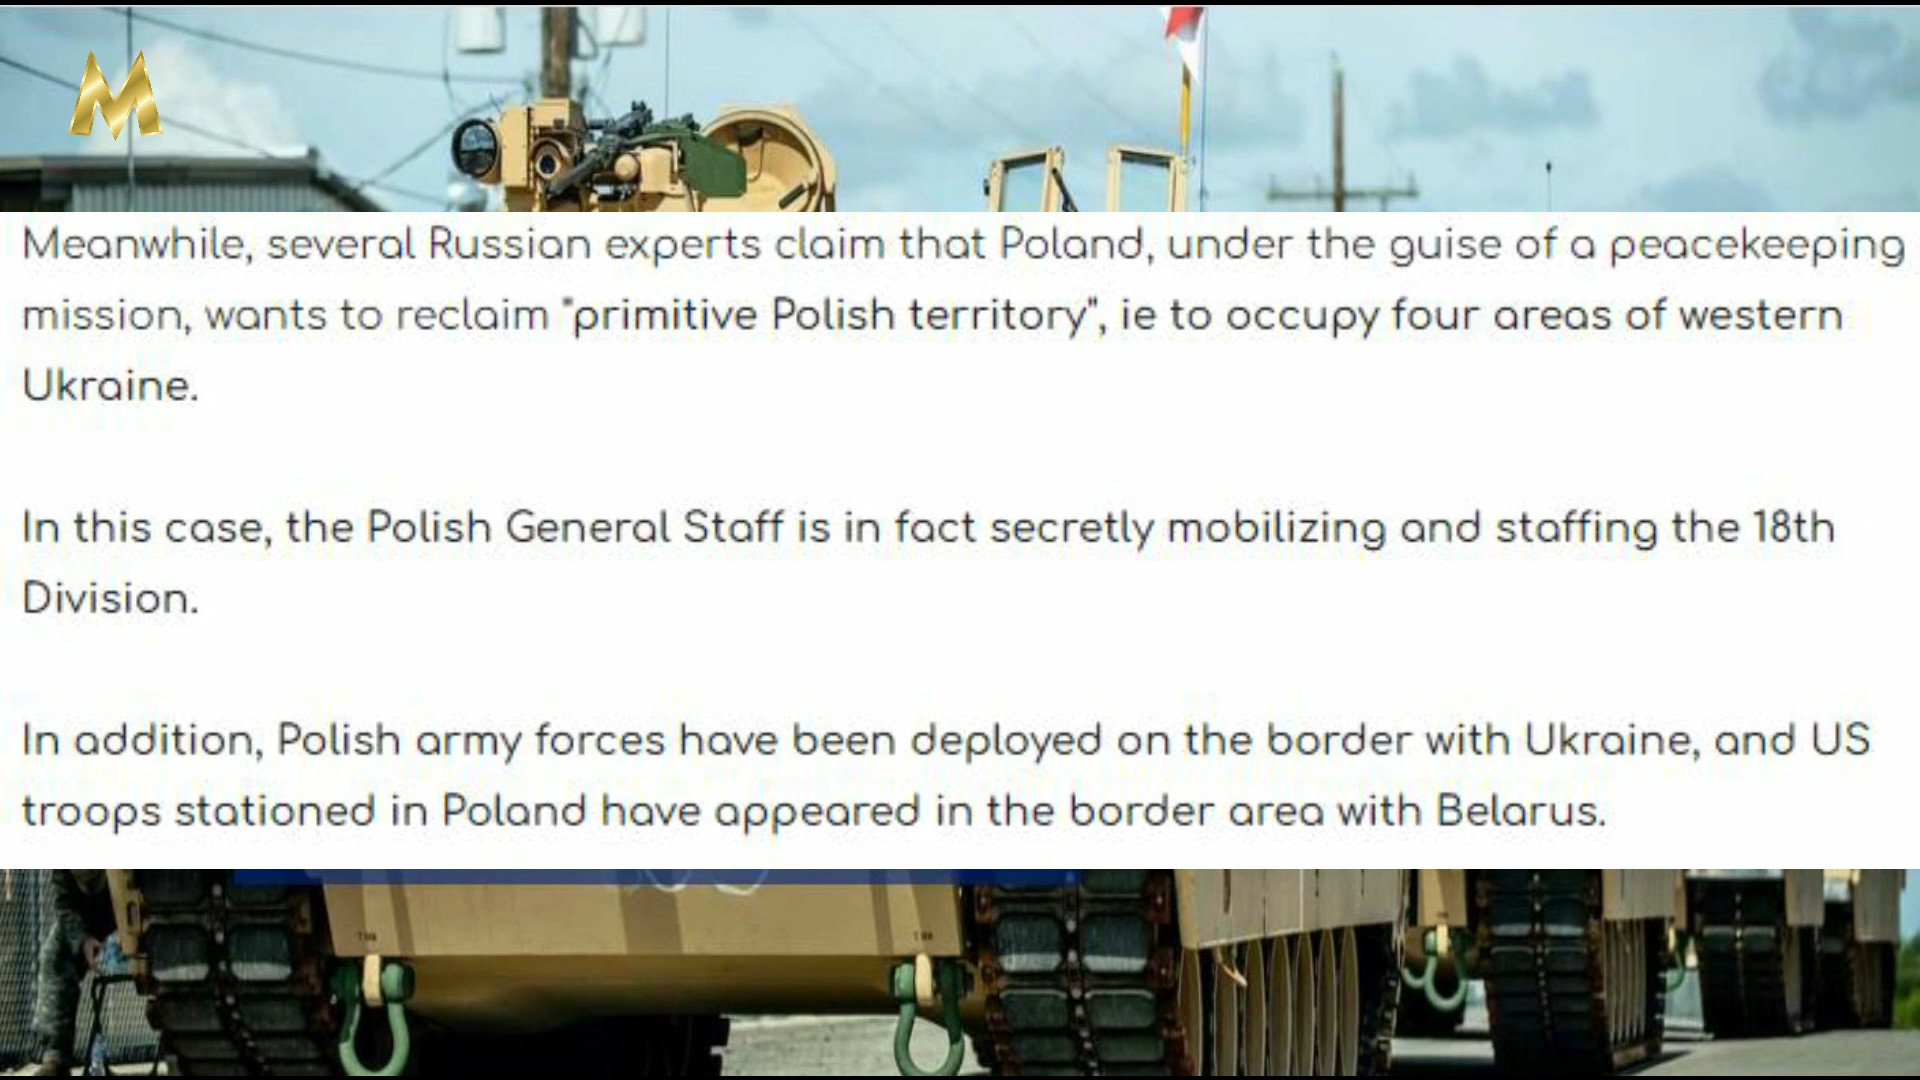 M
Meanwhile, several Russian experts claim that Poland, under the guise of a peacekeeping
mission, wants to reclaim "primitive Polish territory", ie to occupy four areas of western
Ukraine.
In this case, the Polish General Staff is in fact secretly mobilizing and staffing the 18th
Division.
In addition, Polish army forces have been deployed on the border with Ukraine, and US
troops stationed in Poland have appeared in the border area with Belarus.